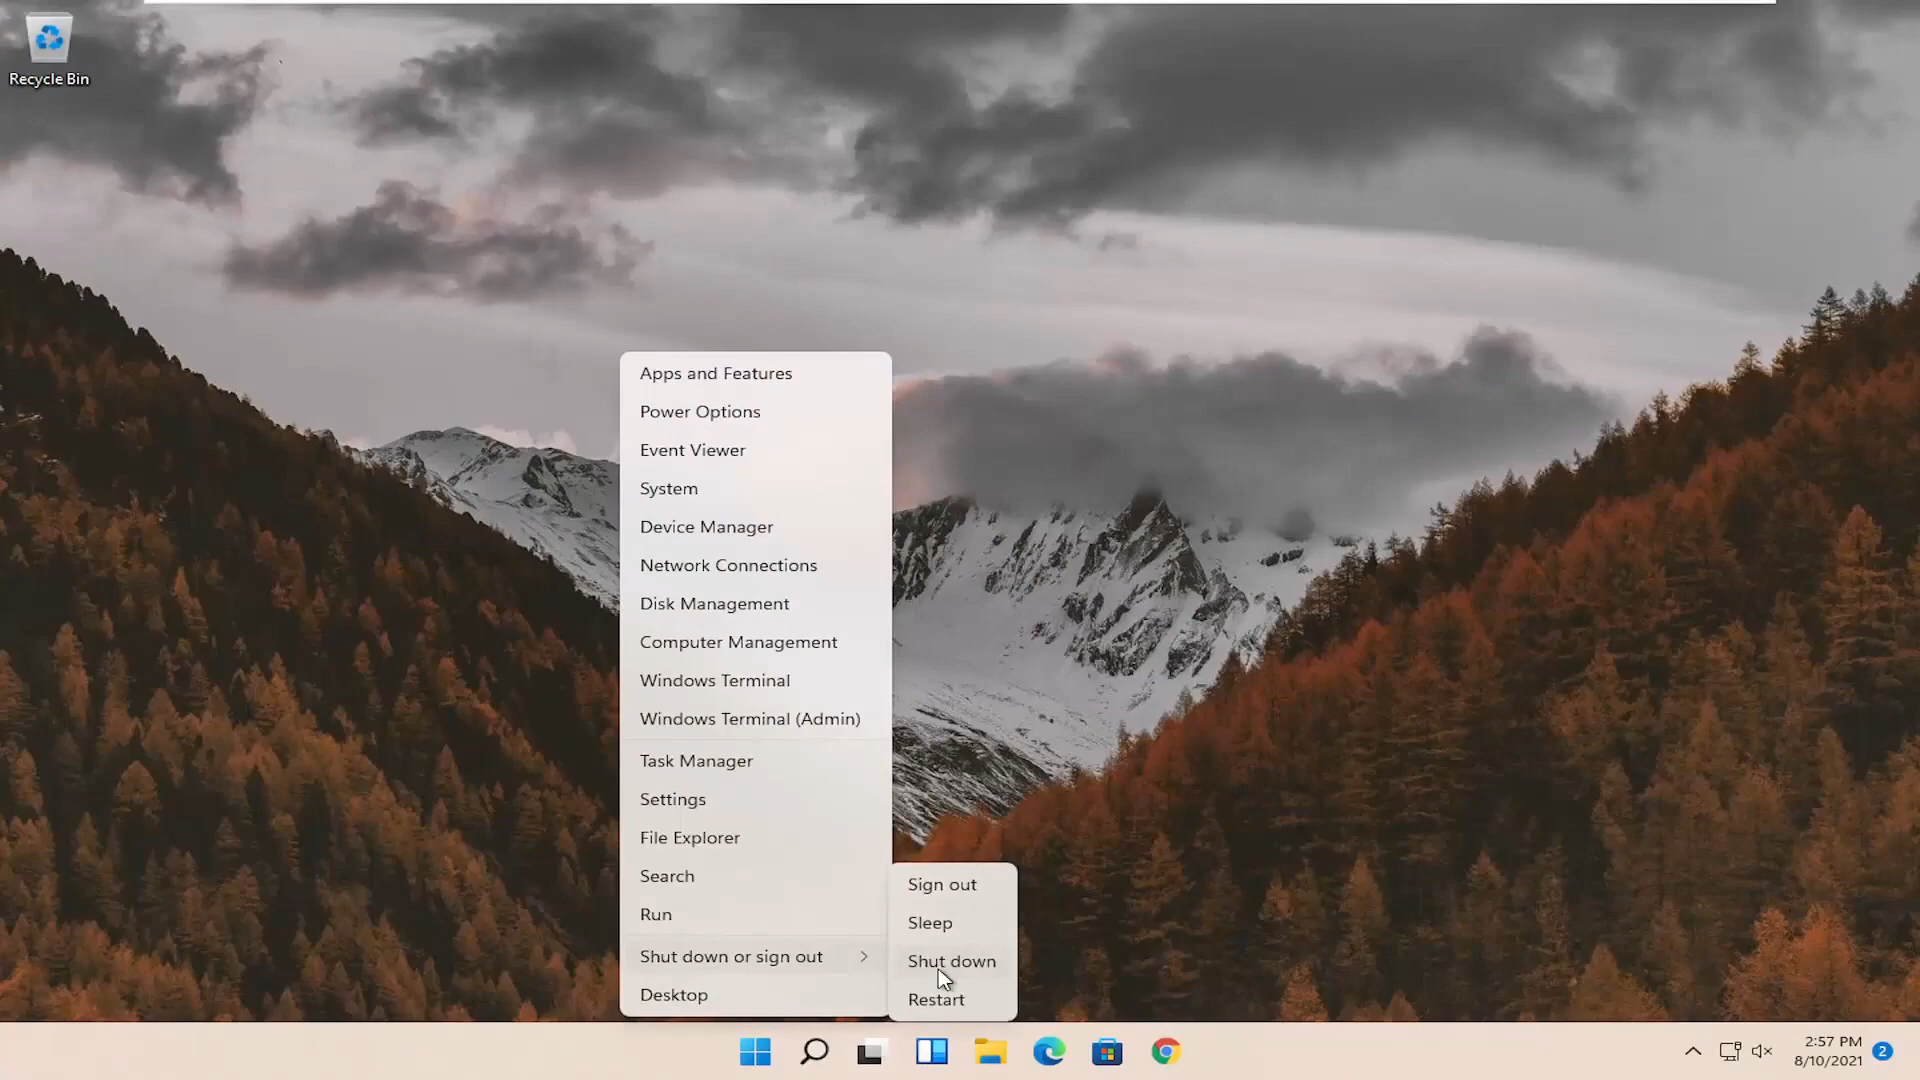 Recycle Bin
Apps and Features
Power Options
Event Viewer
System
Device Manager
Network Connections
Disk Management
Computer Management
Windows Terminal
Windows Terminal (Admin)
Task Manager
Settings
File Explorer
Search
Run
Shut down or sign out
Desktop
Sign out
Sleep
Shut down
Restart
2:57 PM
8/10/2021
2